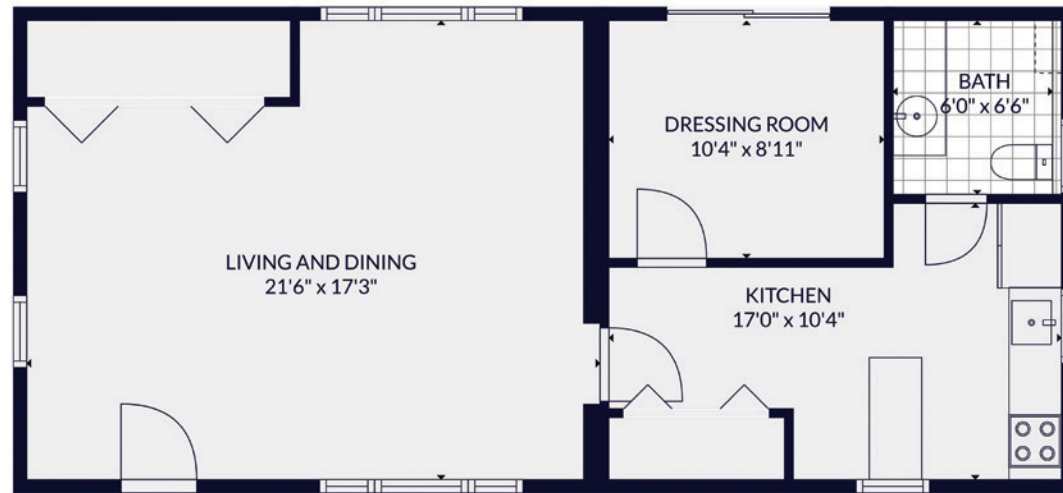 LIVING AND DINING
21'6" x 17'3"
DRESSING ROOM
10'4" x 8'11"
BATH
6'0" x 6'6"
KITCHEN
17'0" x 10'4"